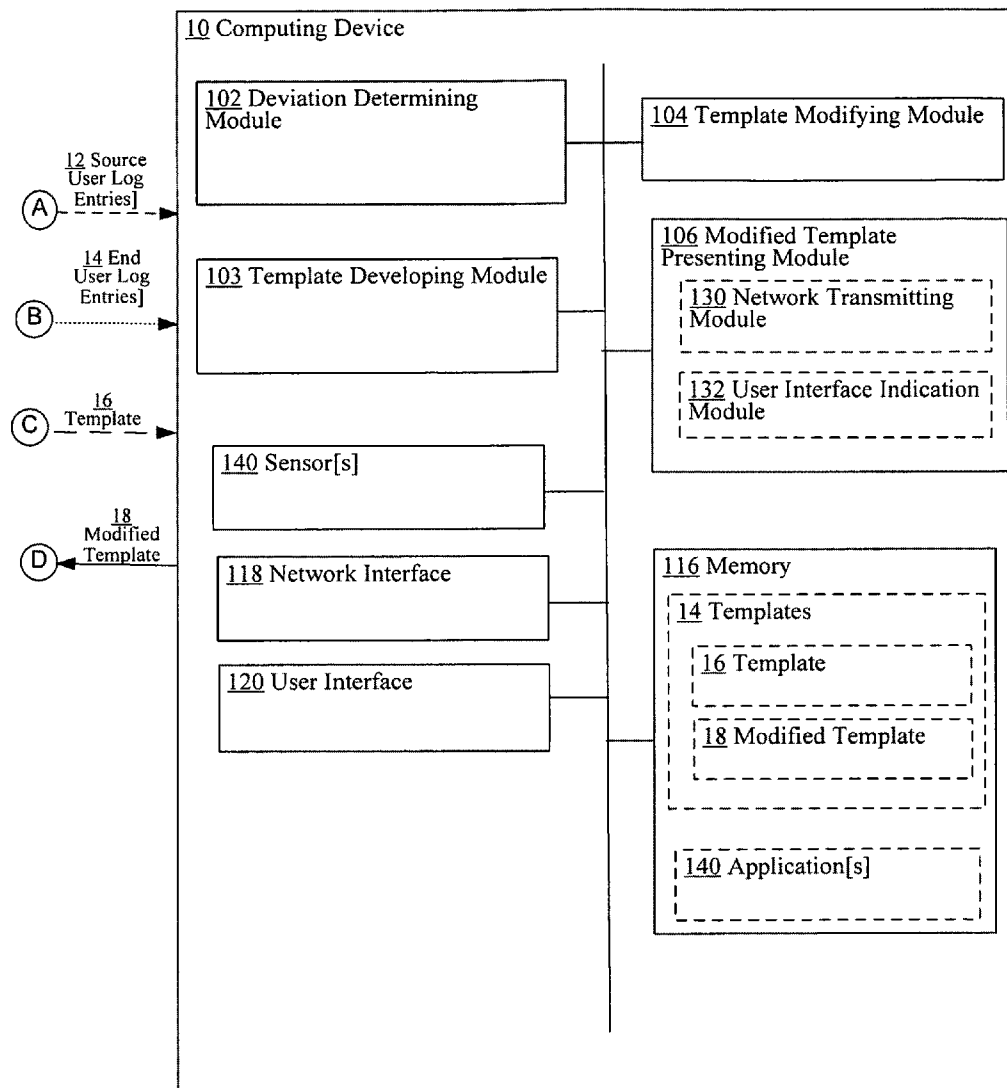 10 Computing Device
102 Deviation Determining
Module
104 Template Modifying Module
12 Source
User Log
Entries]
A
106 Modified Template
Presenting Module
14 End
User Log
Entries]
B
103 Template Developing Module
130 Network Transmitting
Module
132 User Interface Indication
Module
16
Template
C
140 Sensor[s]
18
Modified
Template
D
118 Network Interface
116 Memory
14 Templates
16 Template
120 User Interface
18 Modified Template
140 Application[s]